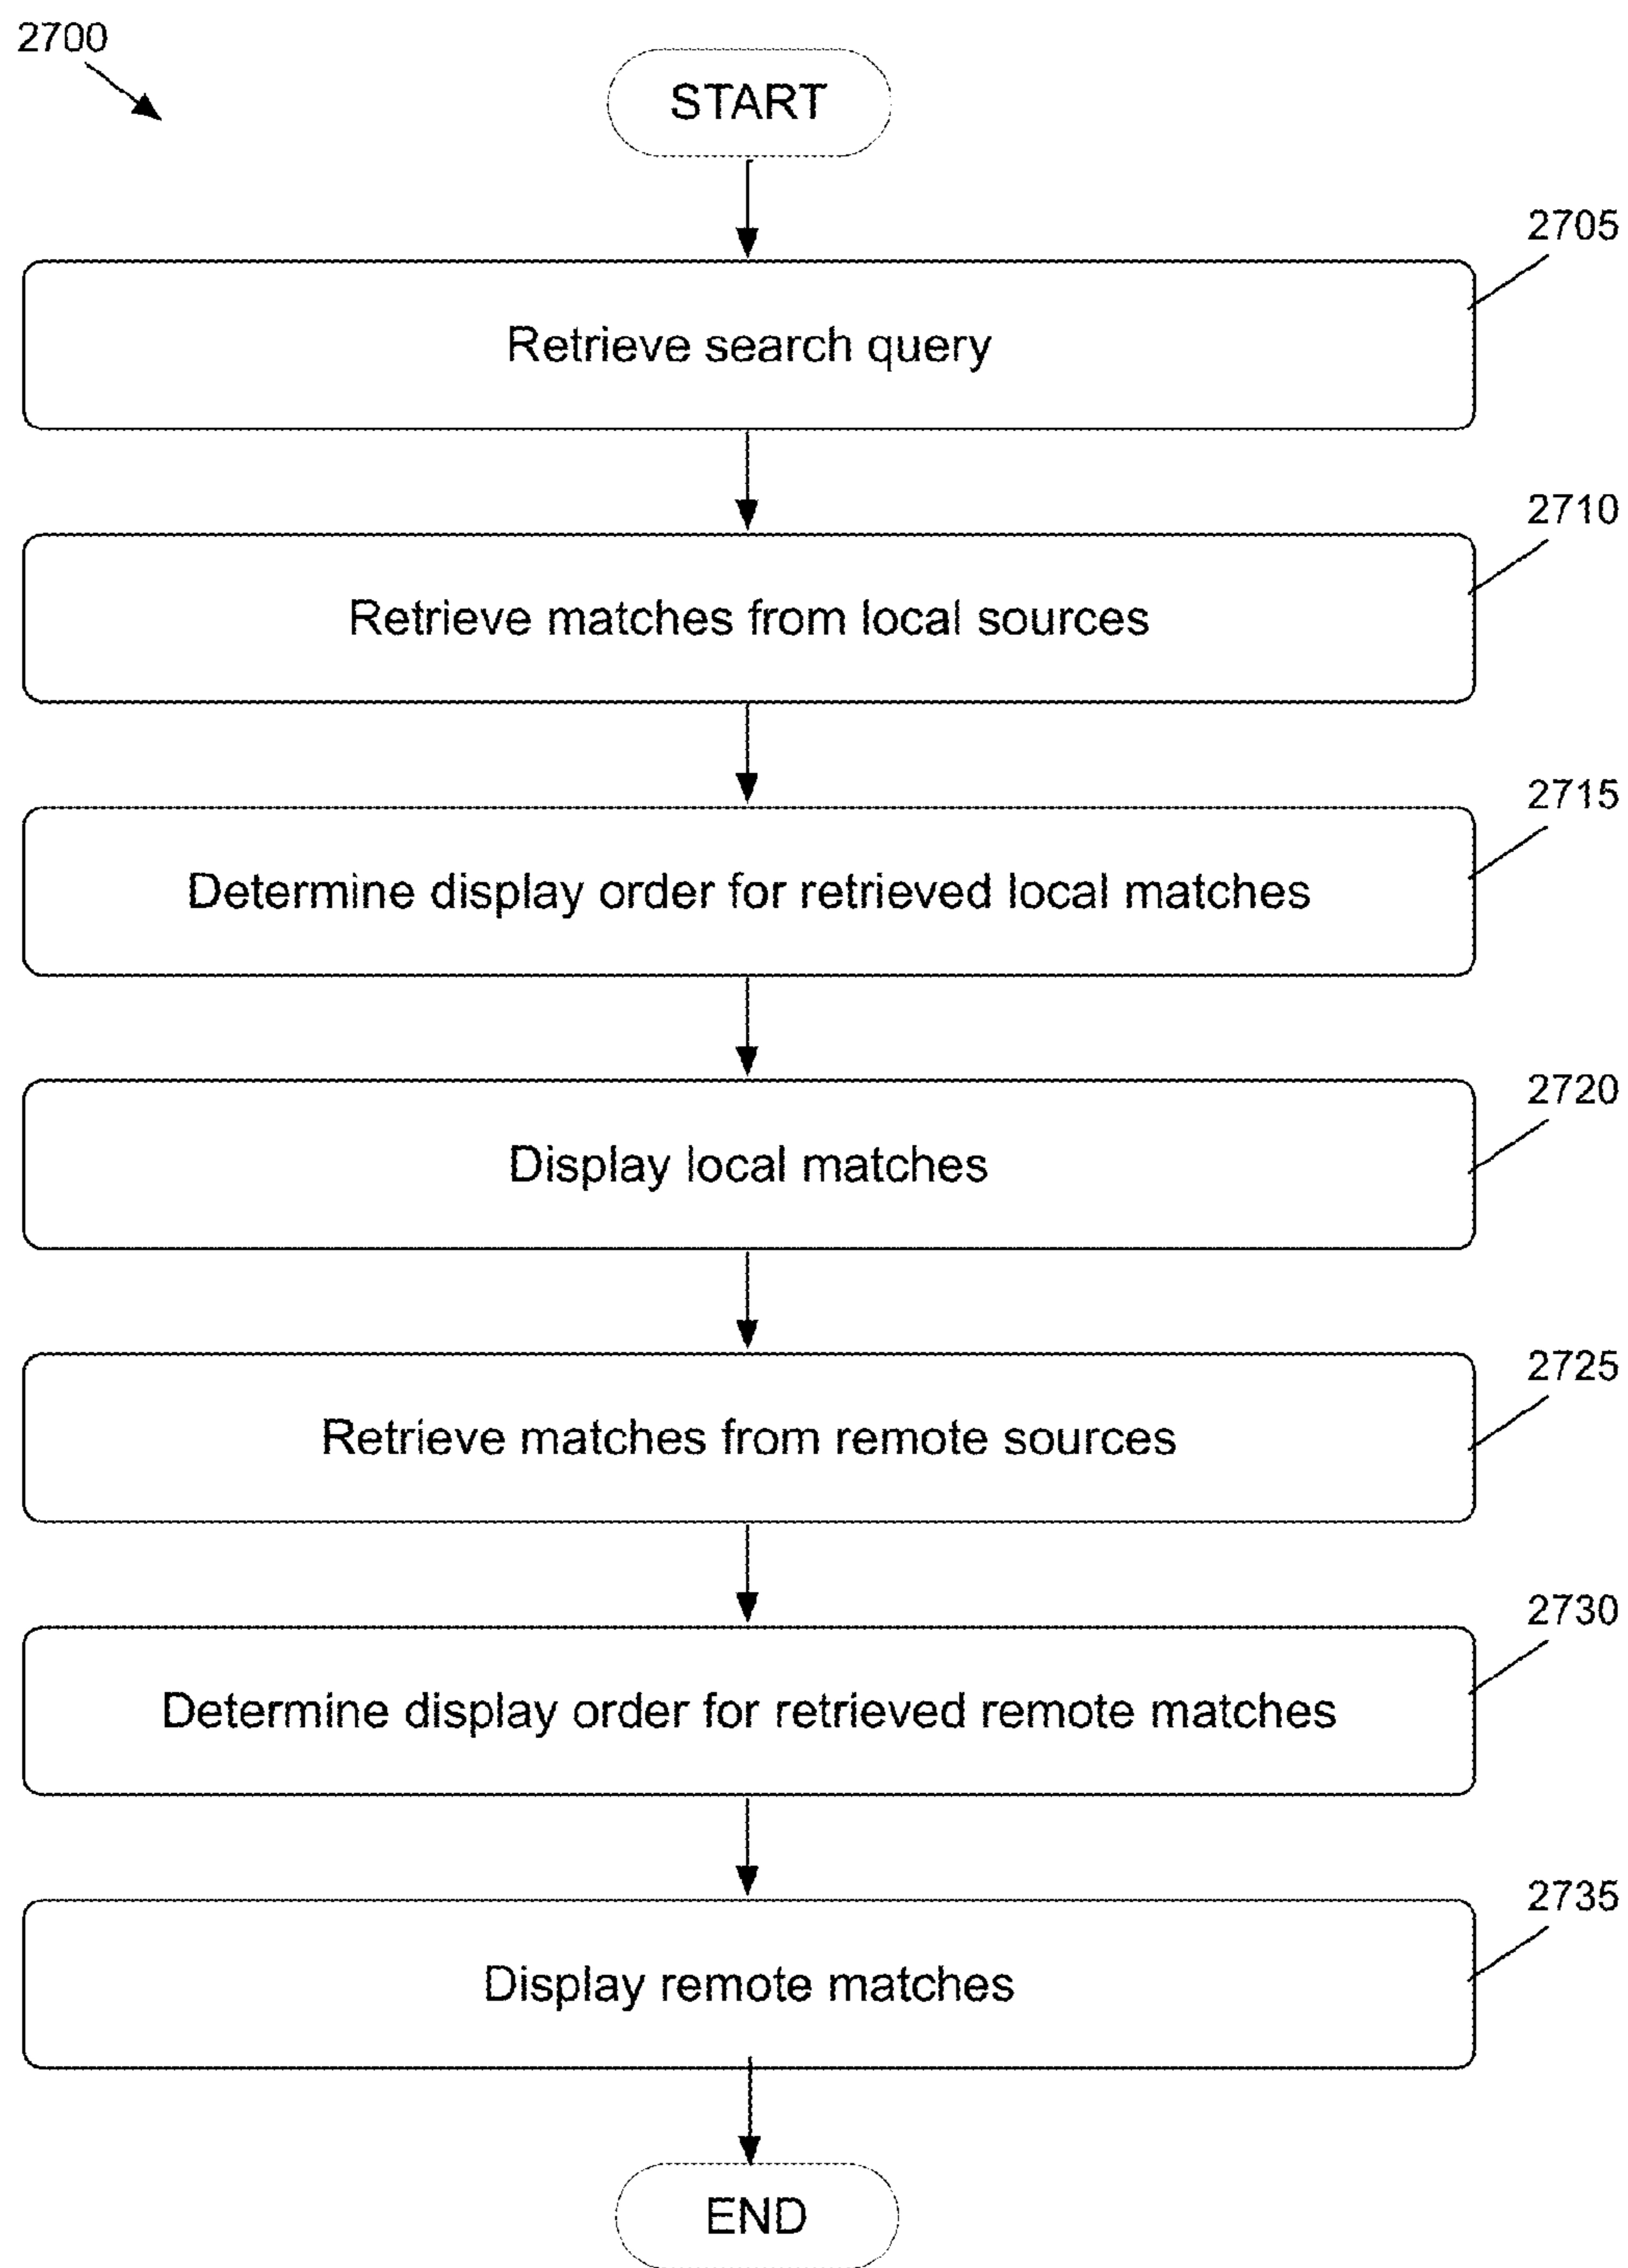 2700
START
2705
Retrieve search query
2710
Retrieve matches from local sources
2715
Determine display order for retrieved local matches
2720
Display local matches
2725
Retrieve matches from remote sources
2730
Determine display order for retrieved remote matches
2735
Display remote matches
END